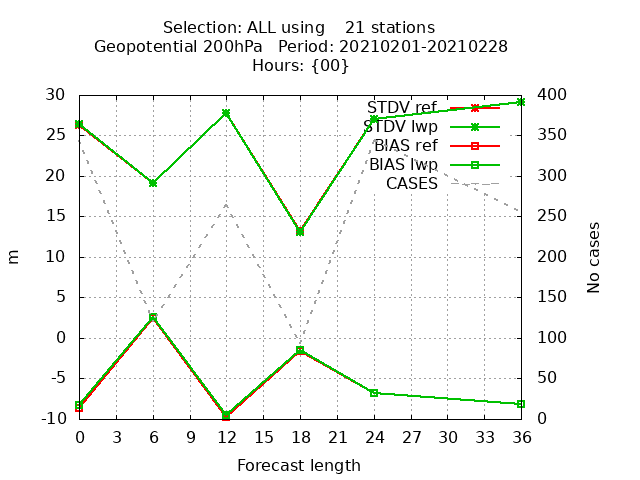 Selection: ALL using    21 stations
Geopotential 200hPa   Period: 20210201-20210228
Hours: {00}
30 400
25 350
20 300
15 250
10 200
5 150
0 100
-5 50
-10 0
m
No cases
STDV ref
STDV lwp
BIAS ref
BIAS lwp
CASES
0 3 6 9 12 15 18 21 24 27 30 33 36
Forecast length